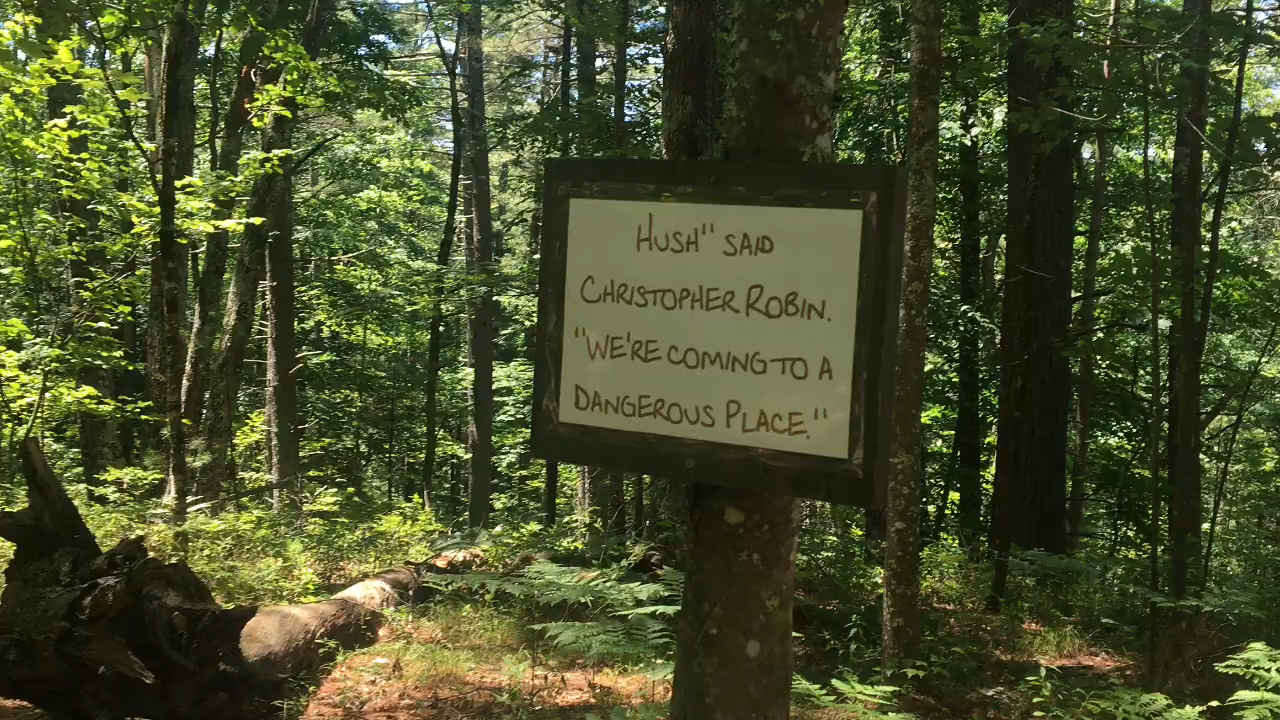 HUSH" SAID
CHRISTOPHER ROBIN.
"WE'RE COMING TO A
DANGEROUS PLACE."